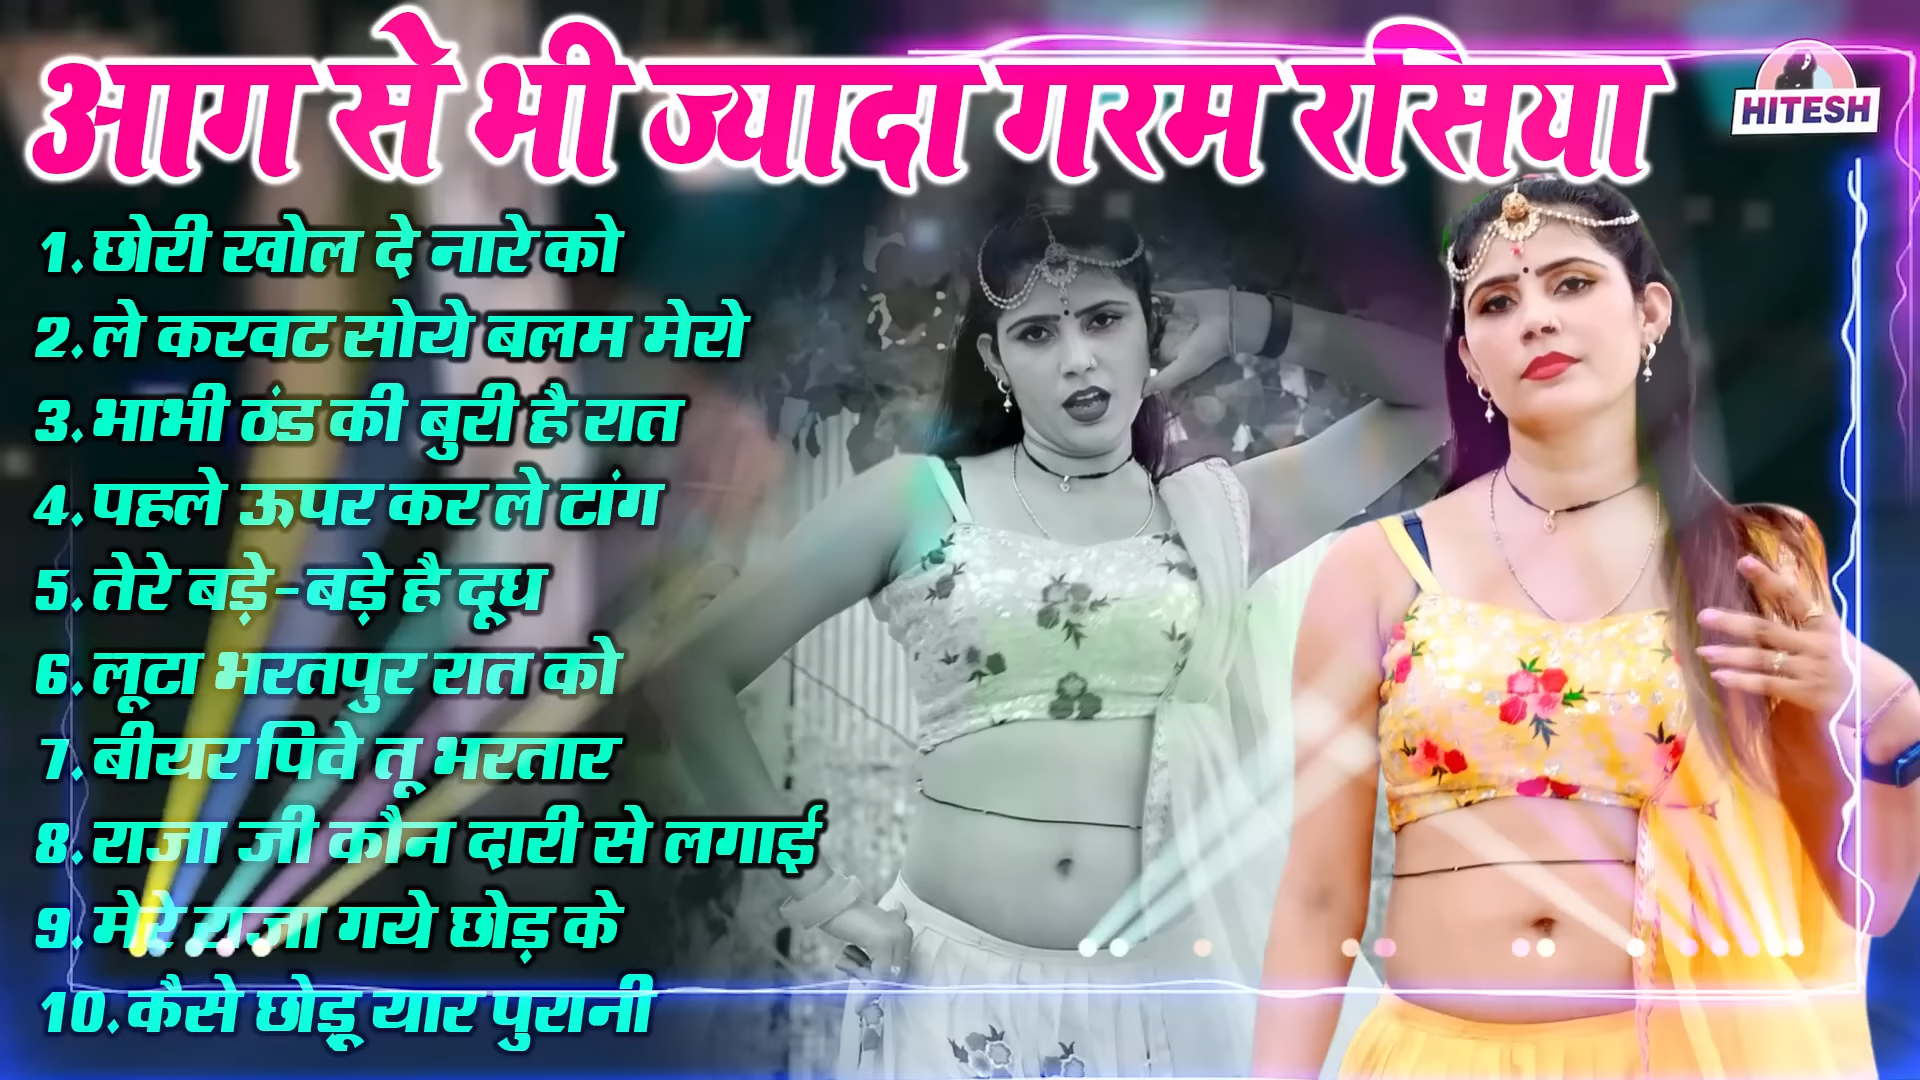 आग से भी ज्यादा गरम रसिया
HITESH
1. छोरी खोल दे नारे को
2. ले करवट सोये बलम मेरो
3. भाभी ठंड की बुरी है रात
4. पहले ऊपर कर ले टांग
5. तेरे बड़े-बड़े है दूध
6. लूटा भरतपुर रात को
7. बीयर पिवे तू भरतार
8. राजा जी कौन दारी से लगाई
9. मेरे राजा गये छोड़ के
10. कैसे छोडू यार पुरानी